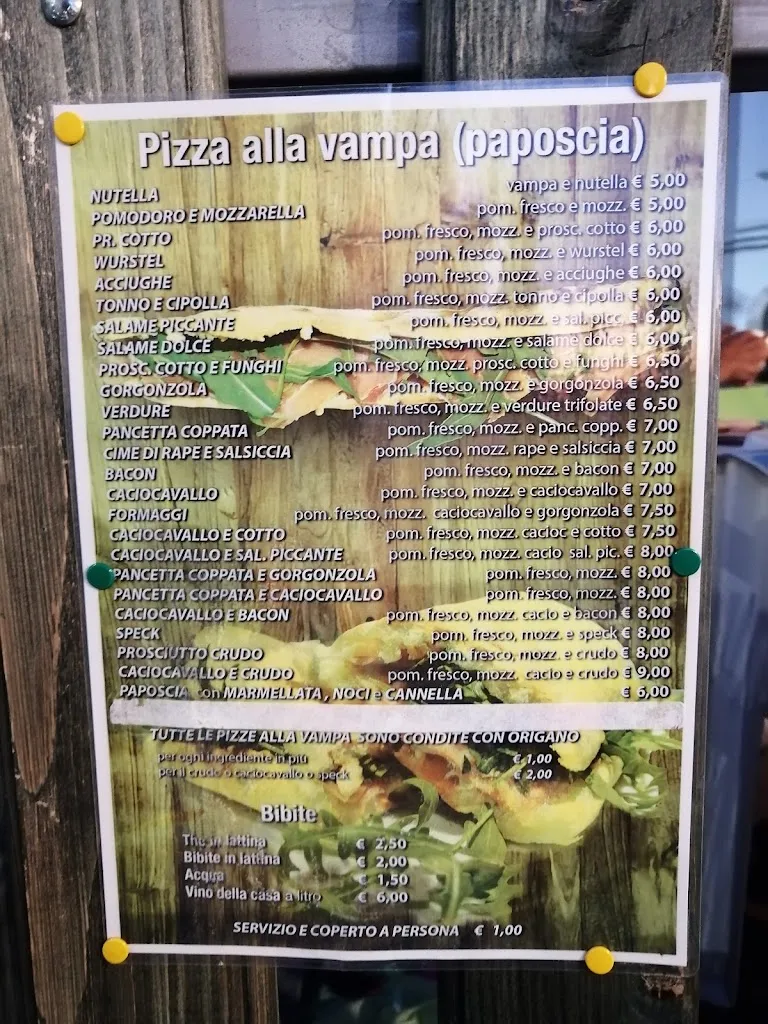 Pizza alla vampa (paposcia)
NUTELLA vampa e nutella € 5,00
POMODORO E MOZZARELLA pom. fresco e mozz. € 5,00
PR. COTTO pom. fresco, mozz. e prosc. cotto € 6,00
WURSTEL pom. fresco, mozz. e wurstel € 6,00
ACCIUGHE pom. fresco, mozz. e acciughe € 6,00
TONNO E CIPOLLA pom. fresco, mozz. tonno e cipolla € 6,00
SALAME PICCANTE pom. fresco, mozz. e sal. picc. € 6,00
SALAME DOLCE pom. fresco, mozz. e salame dolce € 6,00
PROSC. COTTO E FUNGHI pom. fresco, mozz. prosc. cotto e funghi € 6,50
GORGONZOLA pom. fresco, mozz. e gorgonzola € 6,50
VERDURE pom. fresco, mozz. e verdure trifolate € 6,50
PANCETTA COPPATA pom. fresco, mozz. e panc. copp. € 7,00
CIME DI RAPE E SALSICCIA pom. fresco, mozz. rape e salsiccia € 7,00
BACON pom. fresco, mozz. e bacon € 7,00
CACIOCAVALLO pom. fresco, mozz. e caciocavallo € 7,00
FORMAGGI pom. fresco, mozz. caciocavallo e gorgonzola € 7,50
CACIOCAVALLO E COTTO pom. fresco, mozz. cacioc e cotto € 7,50
CACIOCAVALLO E SAL. PICCANTE pom. fresco, mozz. cacio sal. pic. € 8,00
PANCETTA COPPATA E GORGONZOLA pom. fresco, mozz. € 8,00
PANCETTA COPPATA E CACIOCAVALLO pom. fresco, mozz. € 8,00
CACIOCAVALLO E BACON pom. fresco, mozz. cacio e bacon € 8,00
SPECK pom. fresco, mozz. e speck € 8,00
PROSCIUTTO CRUDO pom. fresco, mozz. e crudo € 8,00
CACIOCAVALLO E CRUDO pom. fresco, mozz. cacio e crudo € 9,00
PAPOSCIA con MARMELLATA, NOCI e CANNELLA € 6,00
TUTTE LE PIZZE ALLA VAMPA SONO CONDITE CON ORIGANO
per ogni ingrediente in più € 1,00
per il crudo o caciocavallo o speck € 2,00
Bibite
The in lattina € 2,50
Bibite in lattina € 2,00
Acqua € 1,50
Vino della casa a litro € 6,00
SERVIZIO E COPERTO A PERSONA € 1,00